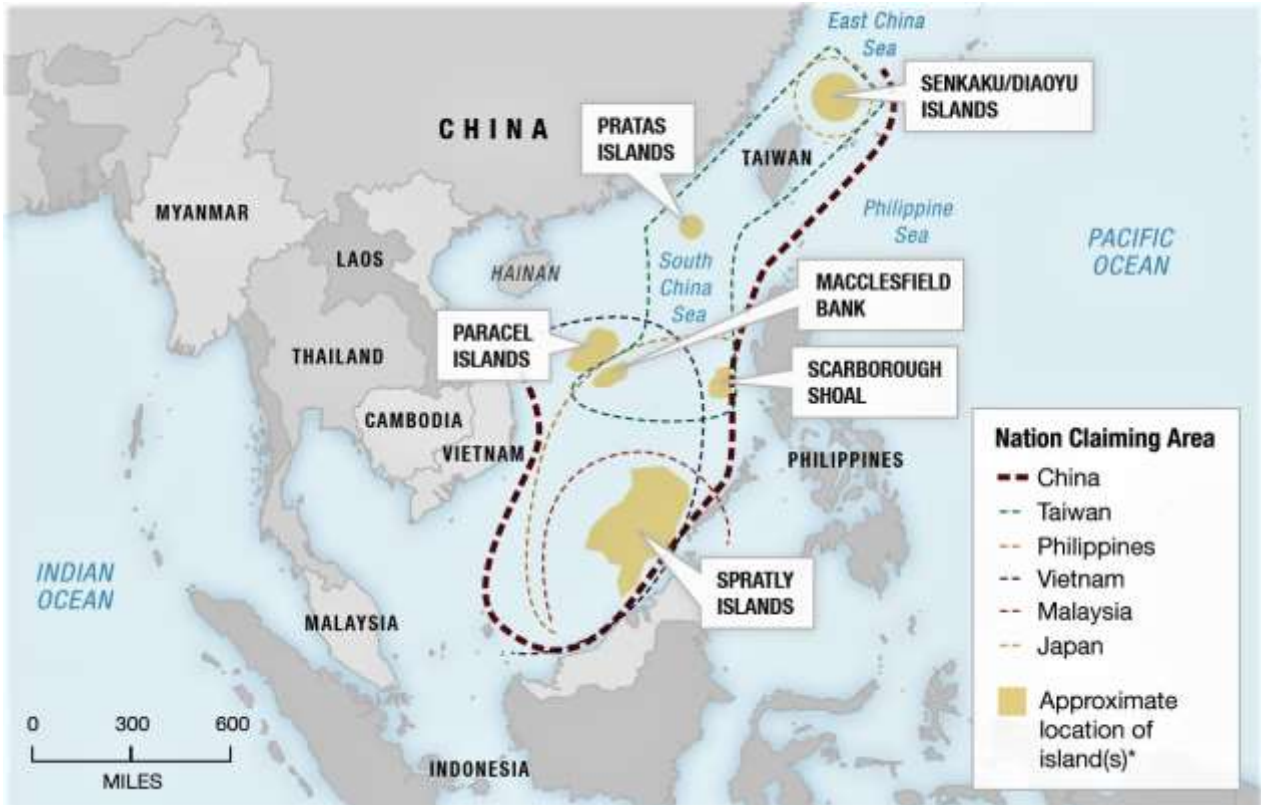 East China
Sea
SENKAKU/DIAOYU
ISLANDS
PRATAS
ISLANDS
CHINA
TAIWAN
MYANMAR
Philippine
Sea
PACIFIC
OCEAN
LAOS
HAINAN
South
China
Sea
MACCLESFIELD
BANK
PARACEL
ISLANDS
THAILAND
SCARBOROUGH
SHOAL
CAMBODIA
VIETNAM
PHILIPPINES
Nation Claiming Area
China
Taiwan
Philippines
Vietnam
Malaysia
Japan
Approximate
location of
island(s)*
INDIAN
OCEAN
SPRATLY
ISLANDS
MALAYSIA
0 300 600
MILES
INDONESIA